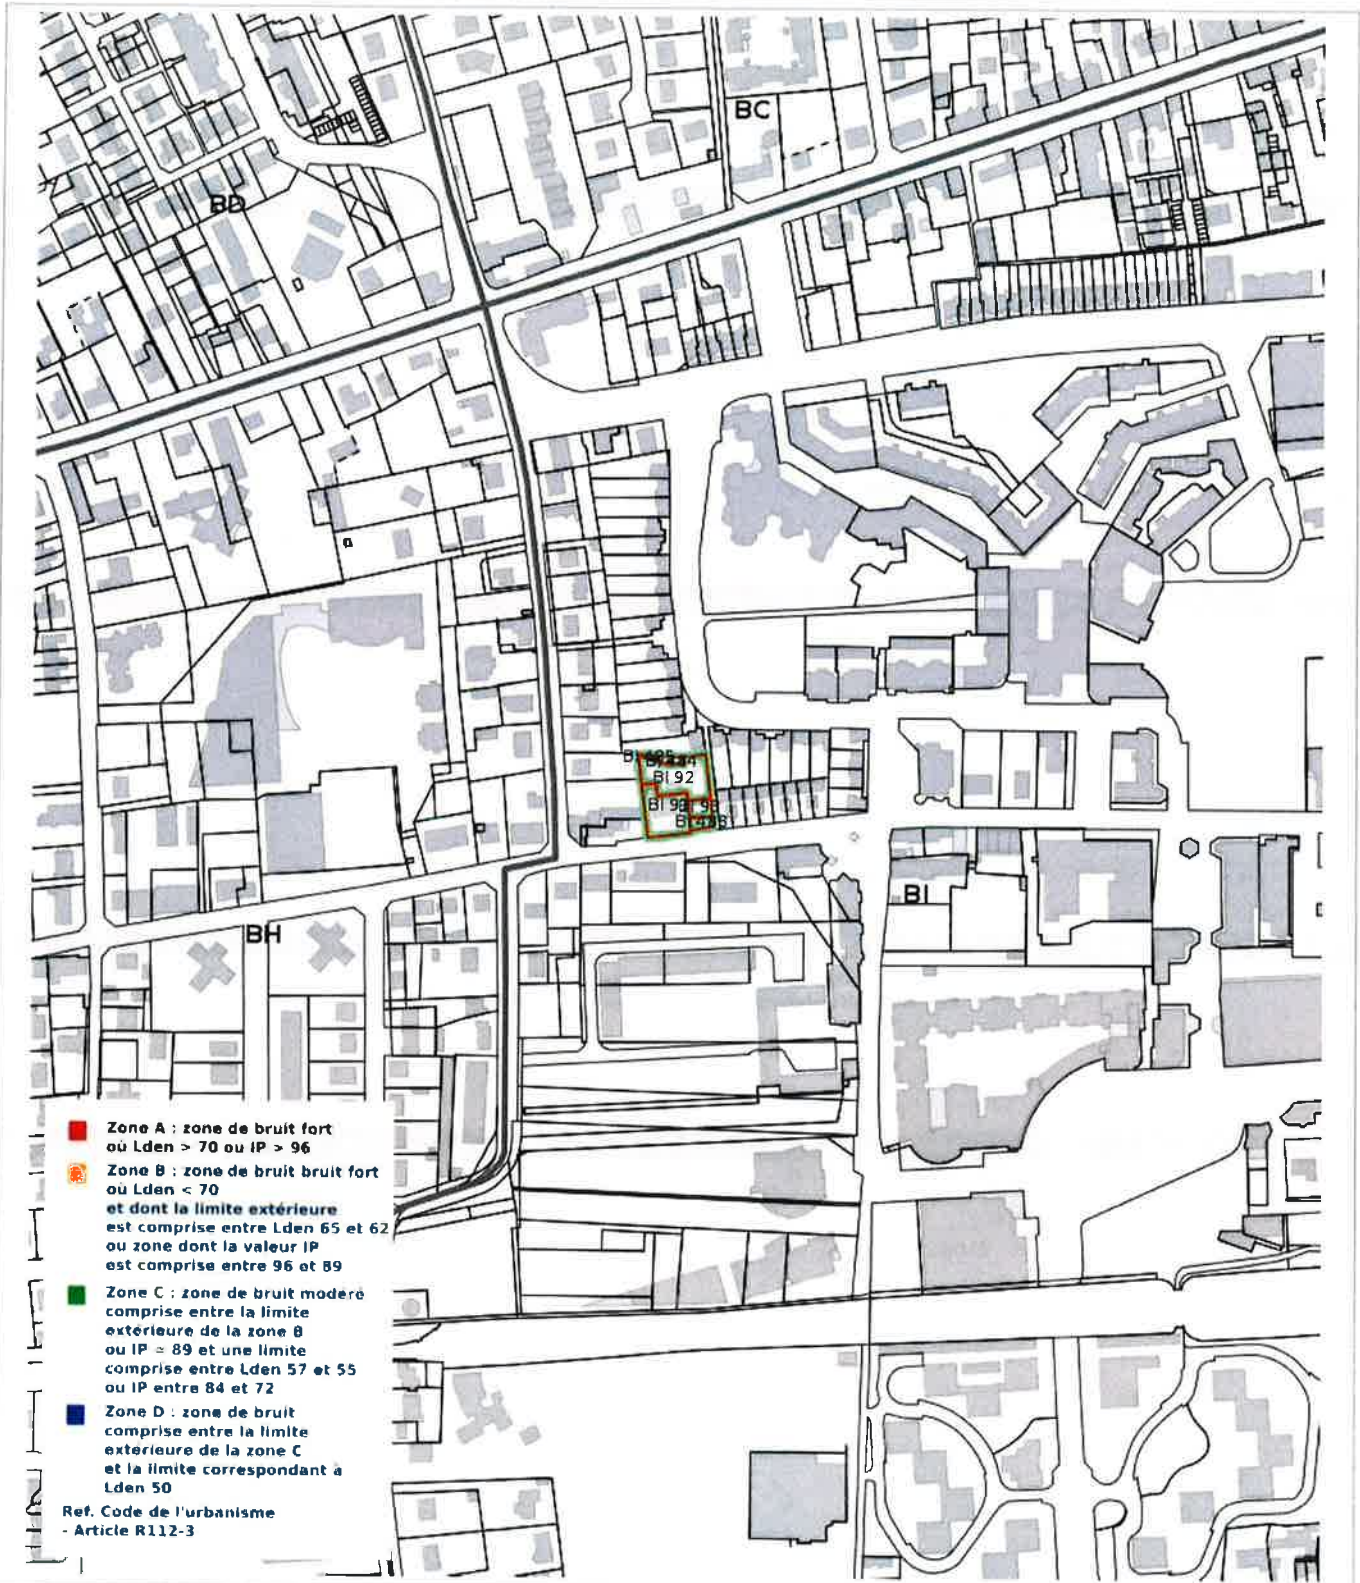 BC
BD
BI 92
BI
BH
Zone A : zone de bruit fort
où Lden > 70 ou IP > 96
Zone B : zone de bruit bruit fort
où Lden < 70
et dont la limite extérieure
est comprise entre Lden 65 et 62
ou zone dont la valeur IP
est comprise entre 96 et 89
Zone C : zone de bruit modéré
comprise entre la limite
extérieure de la zone B
ou IP = 89 et une limite
comprise entre Lden 57 et 55
ou IP entre 84 et 72
Zone D : zone de bruit
comprise entre la limite
extérieure de la zone C
et la limite correspondant à
Lden 50
Ref. Code de l'urbanisme
- Article R112-3